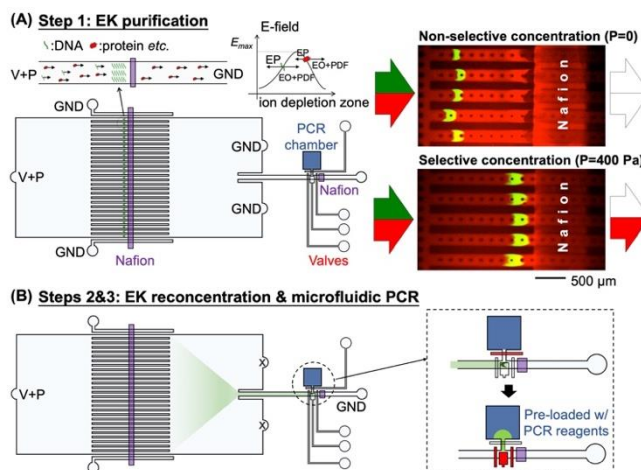 (A) Step 1: EK purification
:DNA :protein etc.
V+P
GND
E-field
Emax
EP
EP
EO+PDF
EO+PDF
ion depletion zone
GND
V+P
GND
GND
GND
Nafion
PCR
chamber
Nafion
Valves
Non-selective concentration (P=0)
Nafion
Selective concentration (P=400 Pa)
Nafion
500 μm
(B) Steps 2&3: EK reconcentration & microfluidic PCR
V+P
X
X
GND
Pre-loaded w/
PCR reagents